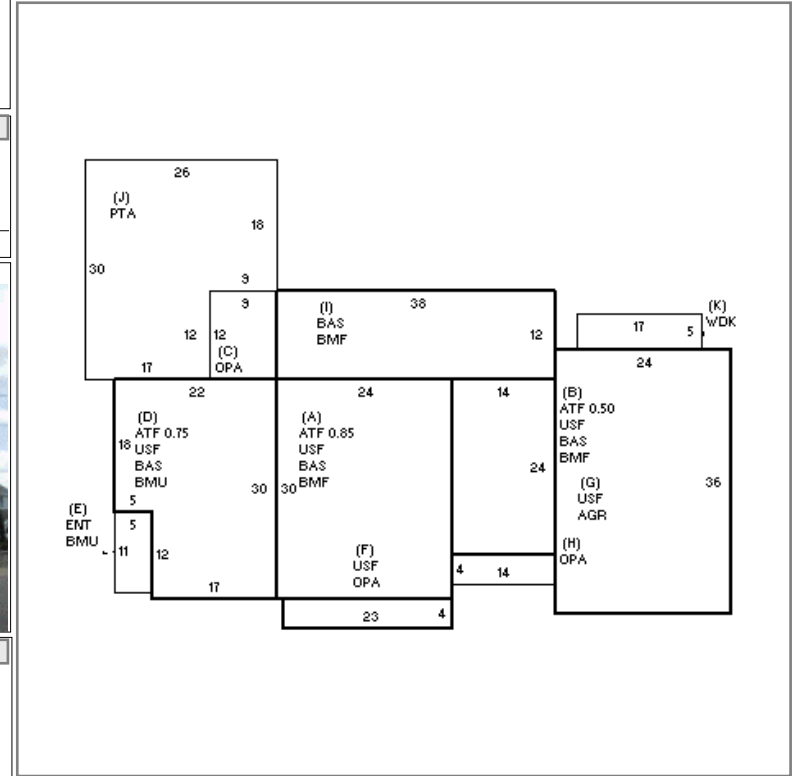 26
(J)
PTA
18
30
9
9
(I)
BAS
BMF
38
12
12
12
(C)
OPA
17
17
5
(K)
WDK
24
22
24
14
(D)
ATF 0.75
USF
BAS
BMU
18
(A)
ATF 0.85
USF
BAS
BMF
(B)
ATF 0.50
USF
BAS
BMF
24
30
30
36
(G)
USF
AGR
5
5
(E)
ENT
BMU
11
12
(F)
USF
OPA
(H)
OPA
4
14
17
23
4